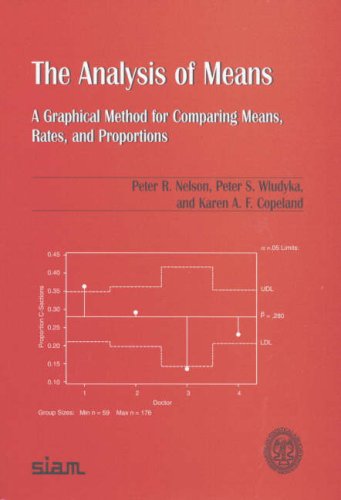 The Analysis of Means
A Graphical Method for Comparing Means,
Rates, and Proportions
Peter R. Nelson, Peter S. Wludyka,
and Karen A. F. Copeland
α=.05 Limits:
0.45
0.40
0.35
0.30
0.25
0.20
0.15
0.10
Proportion C-Sections
UDL
P̄ = .280
LDL
1 2 3 4
Doctor
Group Sizes: Min n = 59 Max n = 176
siam